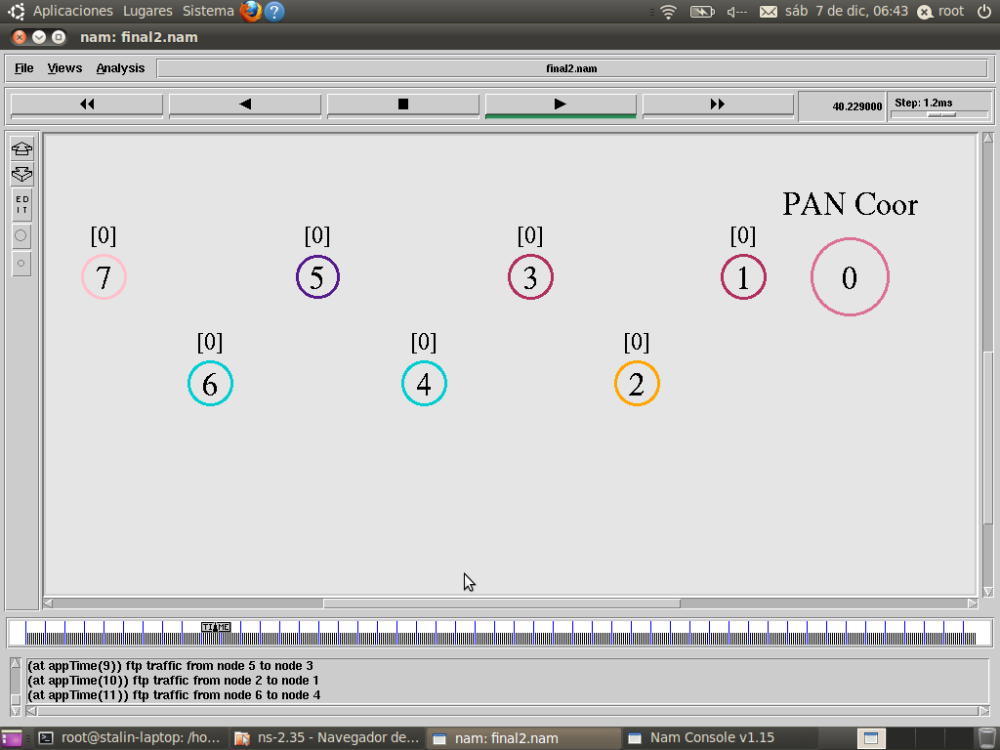 Aplicaciones Lugares Sistema ? sáb 7 de dic, 06:43 root
nam: final2.nam
File Views Analysis final2.nam
40.229000 Step: 1.2ms
ED
IT
PAN Coor
[0] [0] [0] [0]
7 5 3 1 0
[0] [0] [0]
6 4 2
TIME
(at appTime(9)) ftp traffic from node 5 to node 3
(at appTime(10)) ftp traffic from node 2 to node 1
(at appTime(11)) ftp traffic from node 6 to node 4
root@stalin-laptop: /ho... ns-2.35 - Navegador de... nam: final2.nam Nam Console v1.15